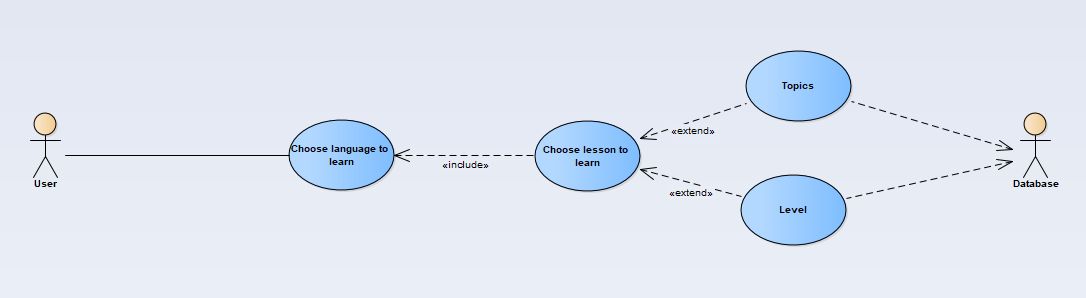 Topics
«extend»
Choose language to
learn
«include»
Choose lesson to
learn
User
Database
«extend»
Level